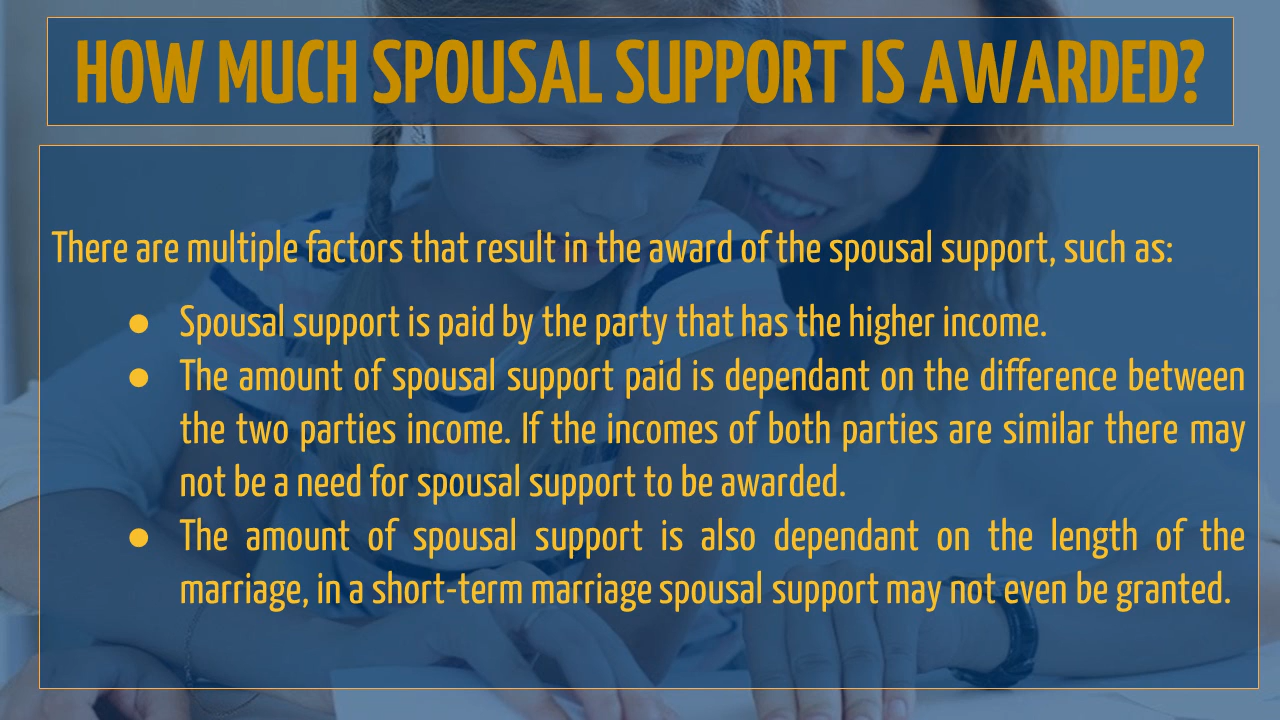 HOW MUCH SPOUSAL SUPPORT IS AWARDED?
There are multiple factors that result in the award of the spousal support, such as:
● Spousal support is paid by the party that has the higher income.
● The amount of spousal support paid is dependant on the difference between
the two parties income. If the incomes of both parties are similar there may
not be a need for spousal support to be awarded.
● The amount of spousal support is also dependant on the length of the
marriage, in a short-term marriage spousal support may not even be granted.